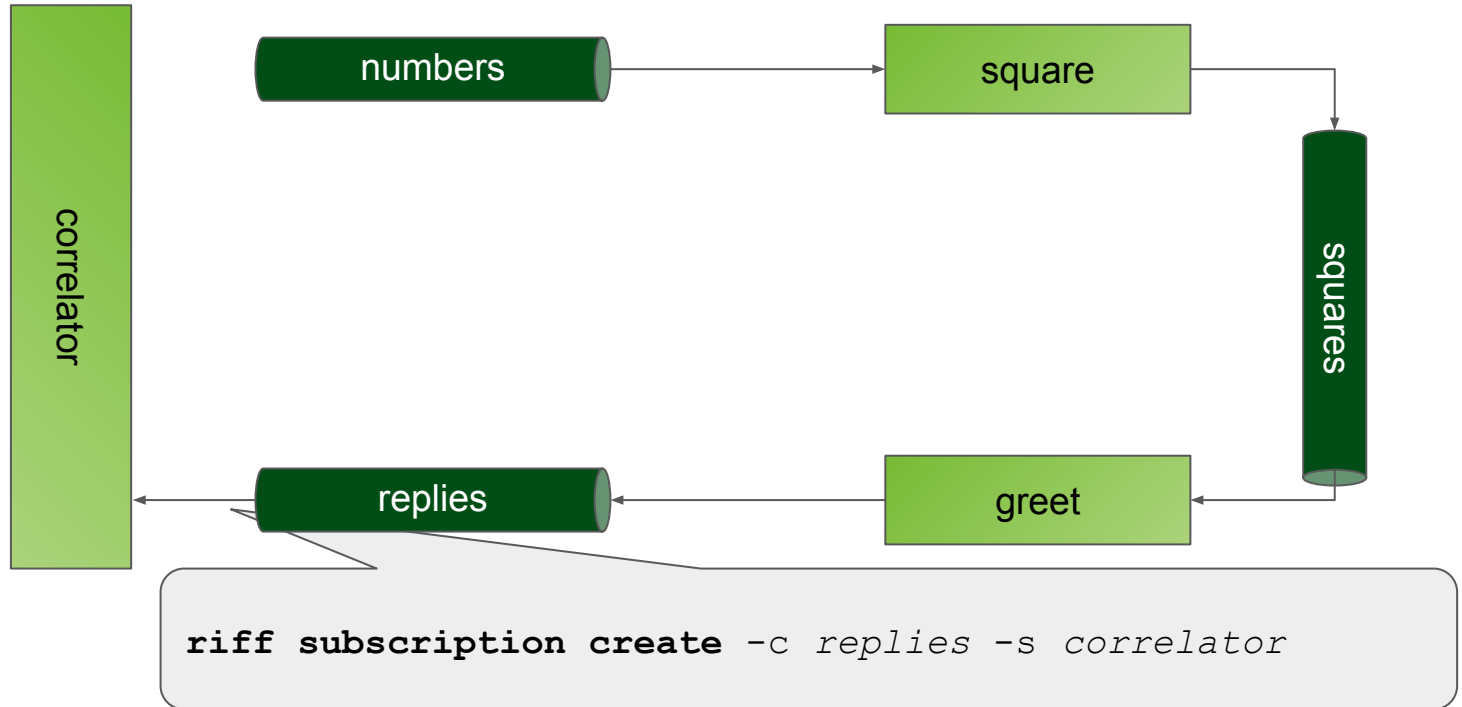 correlator
numbers
square
squares
replies
greet
riff subscription create -c replies -s correlator